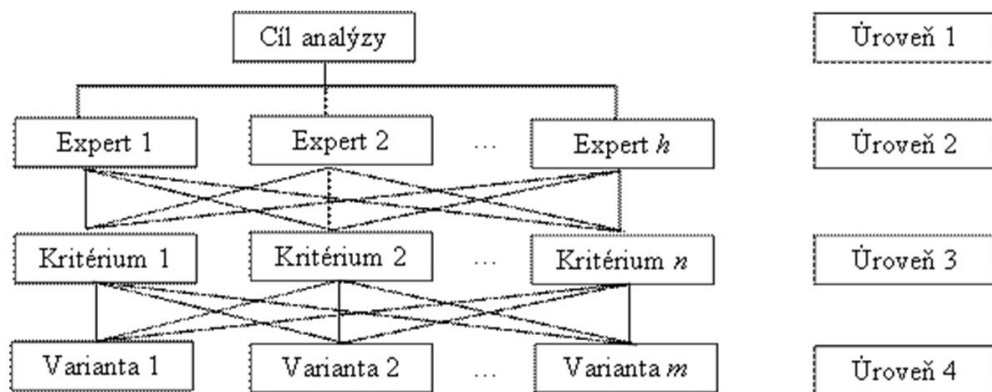 Cíl analýzy Úroveň 1
Expert 1 Expert 2 ... Expert h Úroveň 2
Kritérium 1 Kritérium 2 ... Kritérium n Úroveň 3
Varianta 1 Varianta 2 ... Varianta m Úroveň 4